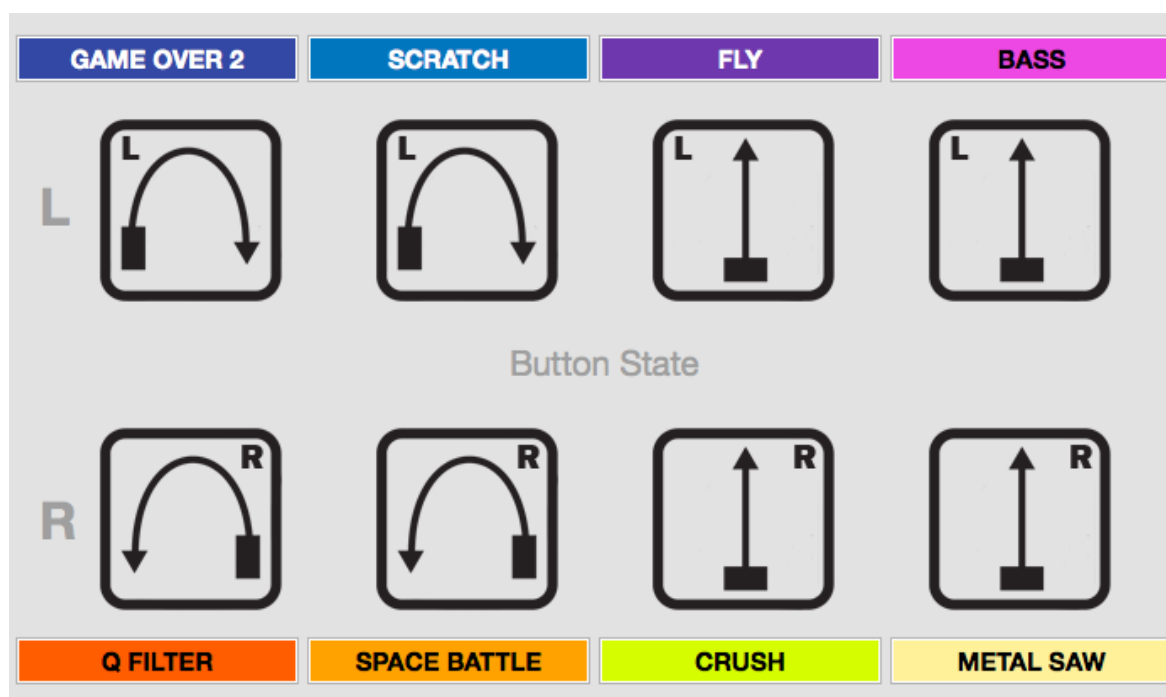 GAME OVER 2 SCRATCH FLY BASS
L L L L
L
Button State
R R R R
R
Q FILTER SPACE BATTLE CRUSH METAL SAW